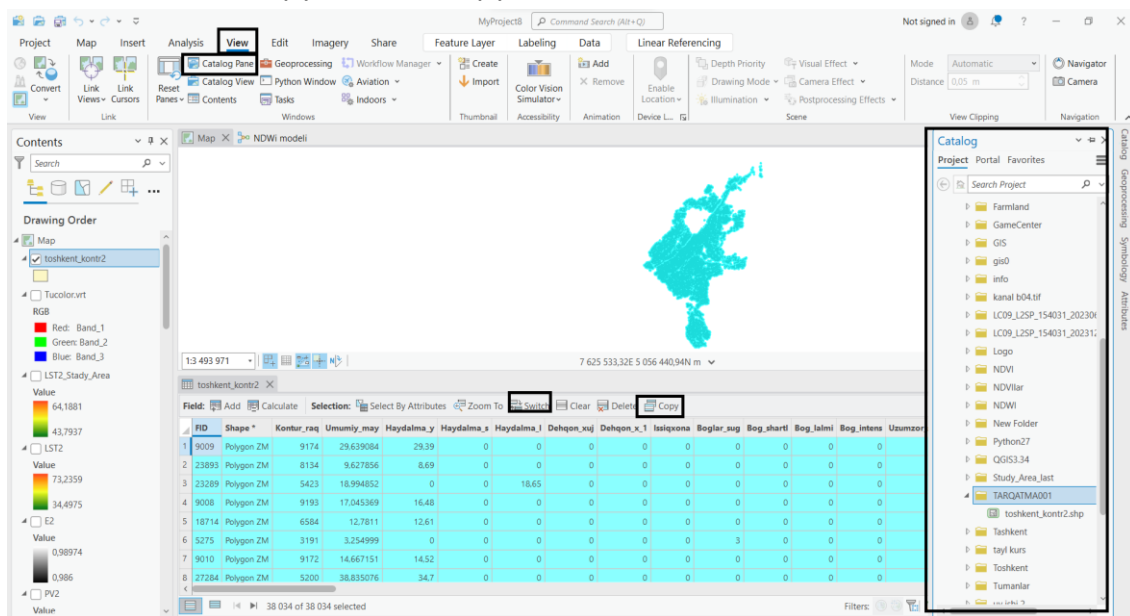 MyProject8
Command Search (Alt+Q)
Not signed in
?
Project Map Insert Analysis View Edit Imagery Share Feature Layer Labeling Data Linear Referencing
Convert
Link Views
Link Cursors
Reset Panes
Catalog Pane
Catalog View
Contents
Geoprocessing
Python Window
Tasks
Workflow Manager
Aviation
Indoors
Create
Import
Color Vision Simulator
Add
Remove
Enable Location
Depth Priority
Drawing Mode
Illumination
Visual Effect
Camera Effect
Postprocessing Effects
Mode Automatic
Distance 0,05 m
Navigator
Camera
View Link Windows Thumbnail Accessibility Animation Device L... Scene View Clipping Navigation
Contents
Search
Drawing Order
Map
toshkent_kontr2
Tucolor.vrt
RGB
Red: Band_1
Green: Band_2
Blue: Band_3
LST2_Study_Area
Value
64,1881
43,7937
LST2
Value
73,2359
34,4975
E2
Value
0,98974
0,986
PV2
Value
Map
NDWi modeli
1:3 493 971
7 625 533,32E 5 056 440,94N m
toshkent_kontr2
Field: Add Calculate Selection: Select By Attributes Zoom To Switch Clear Delete Copy
FID Shape * Kontur_raq Umumiy_may Haydalma_y Haydalma_s Haydalma_l Dehqon_xuj Dehqon_x_1 Issiqxona Boglar_sug Bog_shartl Bog_lalmi Bog_intens Uzumzor
1 9009 Polygon ZM 9174 29.639084 29.39 0 0 0 0 0 0 0 0 0
2 23893 Polygon ZM 8134 9.627856 8,69 0 0 0 0 0 0 0 0 0
3 23289 Polygon ZM 5423 18.994852 0 0 18.65 0 0 0 0 0 0 0
4 9008 Polygon ZM 9193 17.045369 16,48 0 0 0 0 0 0 0 0 0
5 18714 Polygon ZM 6584 12,7811 12,61 0 0 0 0 0 0 0 0 0
6 5275 Polygon ZM 3191 3.254999 0 0 0 0 0 0 3 0 0 0
7 9010 Polygon ZM 9172 14.667151 14,52 0 0 0 0 0 0 0 0 0
8 27284 Polygon ZM 5200 38.835076 34.7 0 0 0 0 0 0 0 0 0
38 034 of 38 034 selected
Filters:
Catalog
Project Portal Favorites
Search Project
Farmland
GameCenter
GIS
gis0
info
kanal b04.tif
LC09_L2SP_154031_20230
LC09_L2SP_154031_20231
Logo
NDVI
NDVIlar
NDWI
New Folder
Python27
QGIS3.34
Study_Area_last
TARQATMA001
toshkent_kontr2.shp
Tashkent
tayl kurs
Toshkent
Tumanlar
Catalog
Geoprocessing
Symbology
Attributes